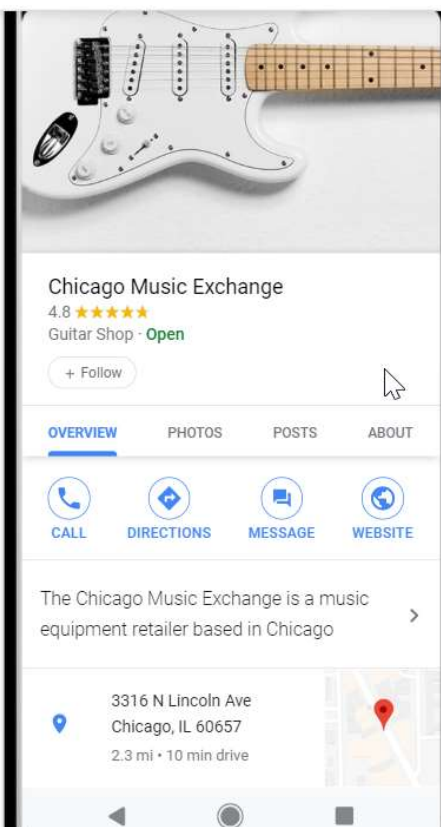 Chicago Music Exchange
4.8
Guitar Shop · Open
+ Follow
OVERVIEW PHOTOS POSTS ABOUT
CALL DIRECTIONS MESSAGE WEBSITE
The Chicago Music Exchange is a music
equipment retailer based in Chicago
3316 N Lincoln Ave
Chicago, IL 60657
2.3 mi • 10 min drive